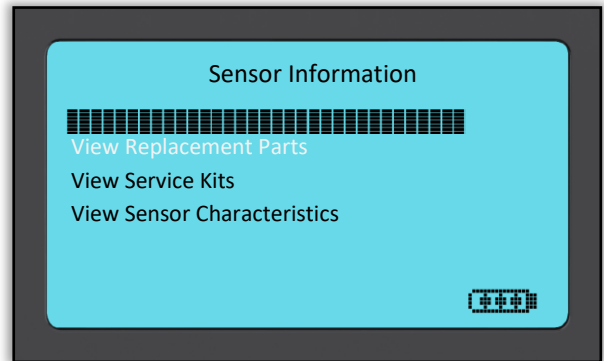 Sensor Information
View Replacement Parts
View Service Kits
View Sensor Characteristics